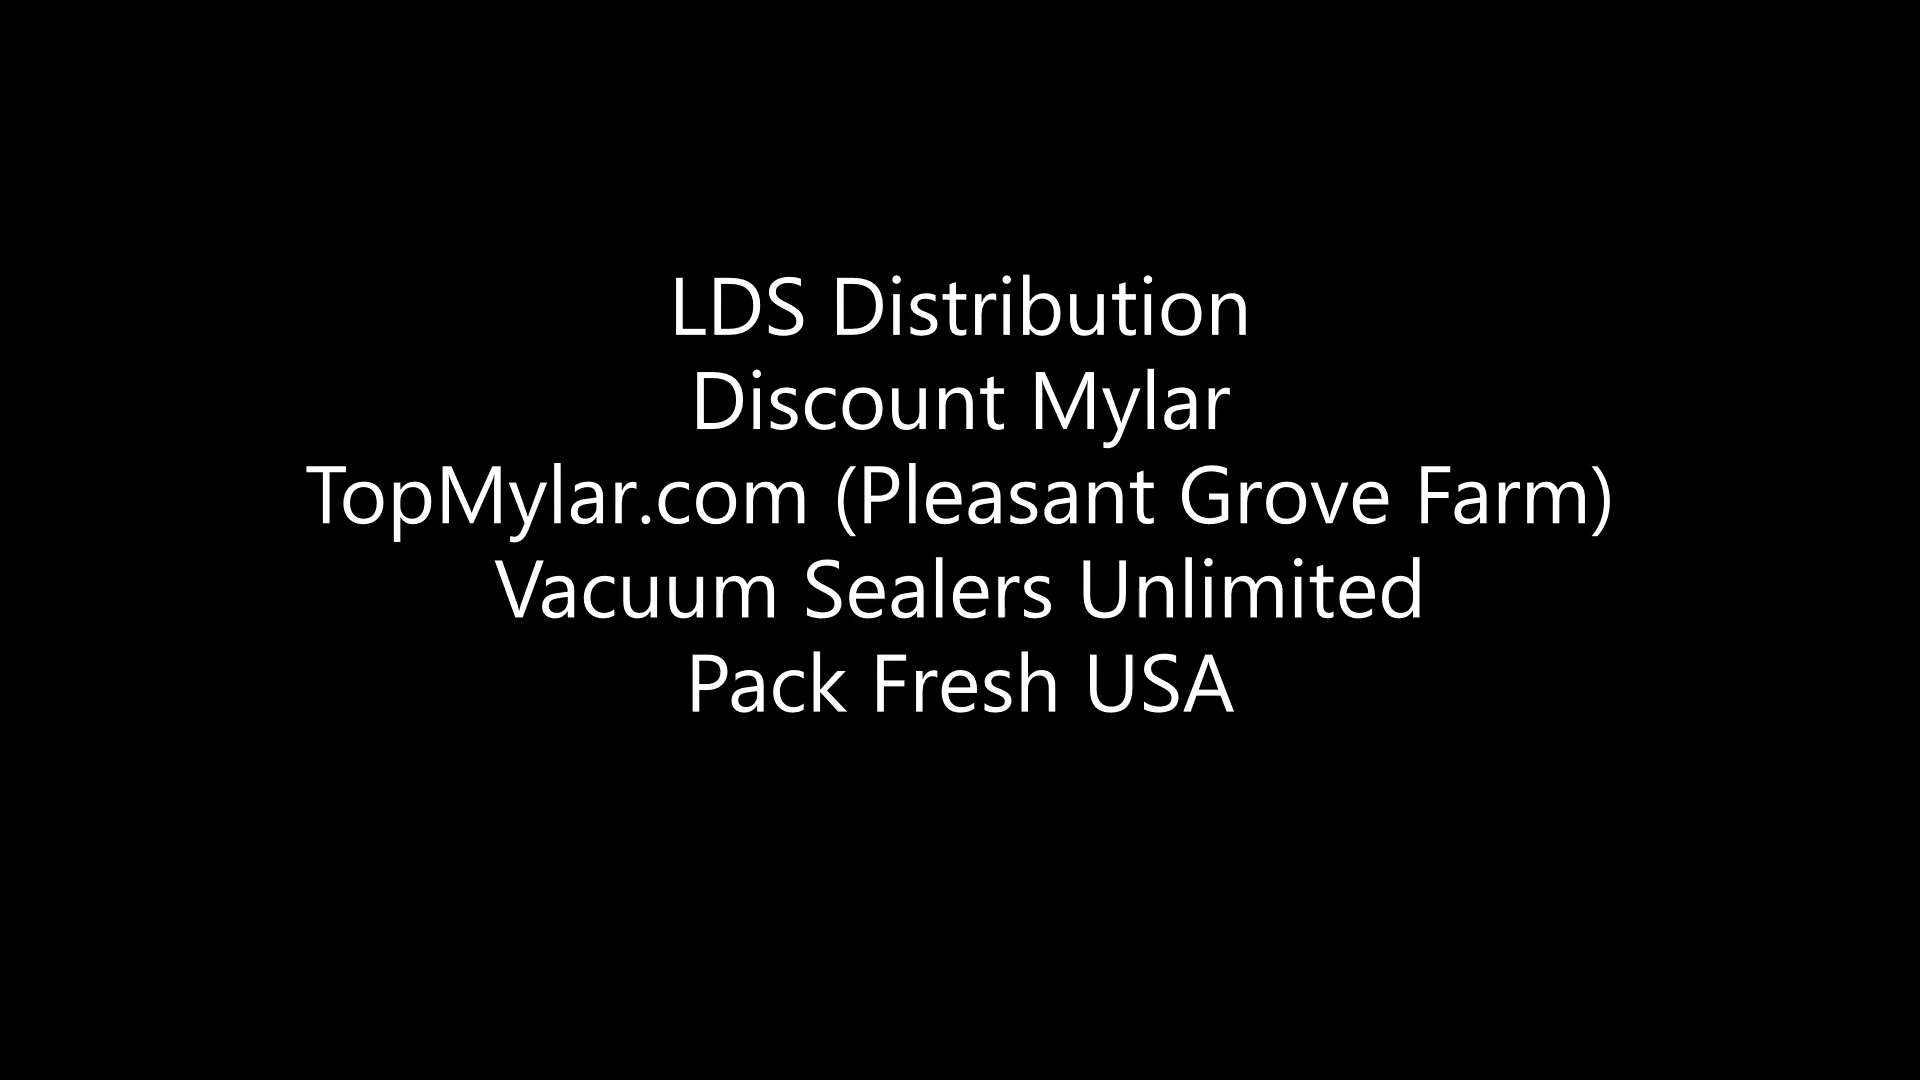 LDS Distribution
Discount Mylar
TopMylar.com (Pleasant Grove Farm)
Vacuum Sealers Unlimited
Pack Fresh USA